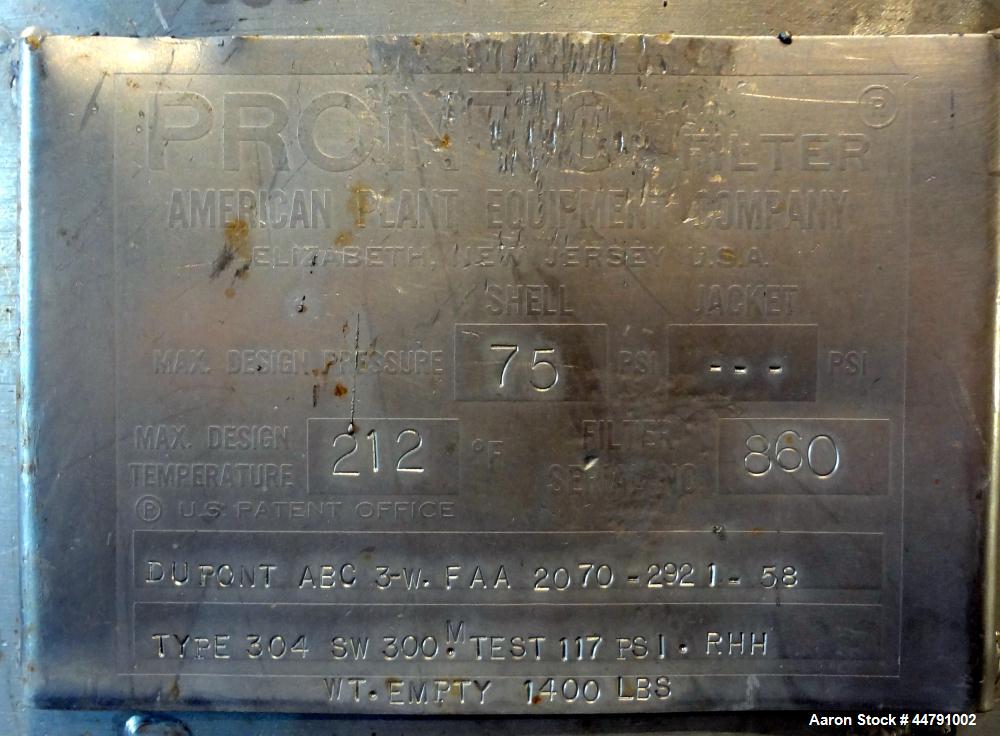 PRONTO FILTER ®
AMERICAN PLANT EQUIPMENT COMPANY
ELIZABETH, NEW JERSEY U.S.A.
SHELL JACKET
MAX. DESIGN PRESSURE 75 PSI --- PSI
MAX. DESIGN TEMPERATURE 212 °F FILTER SERIAL NO 860
® U.S. PATENT OFFICE
DUPONT ABC 3-W. FAA 2070-2921-58
TYPE 304 SW 300.M TEST 117 PSI. RHH
WT. EMPTY 1400 LBS
Aaron Stock # 44791002